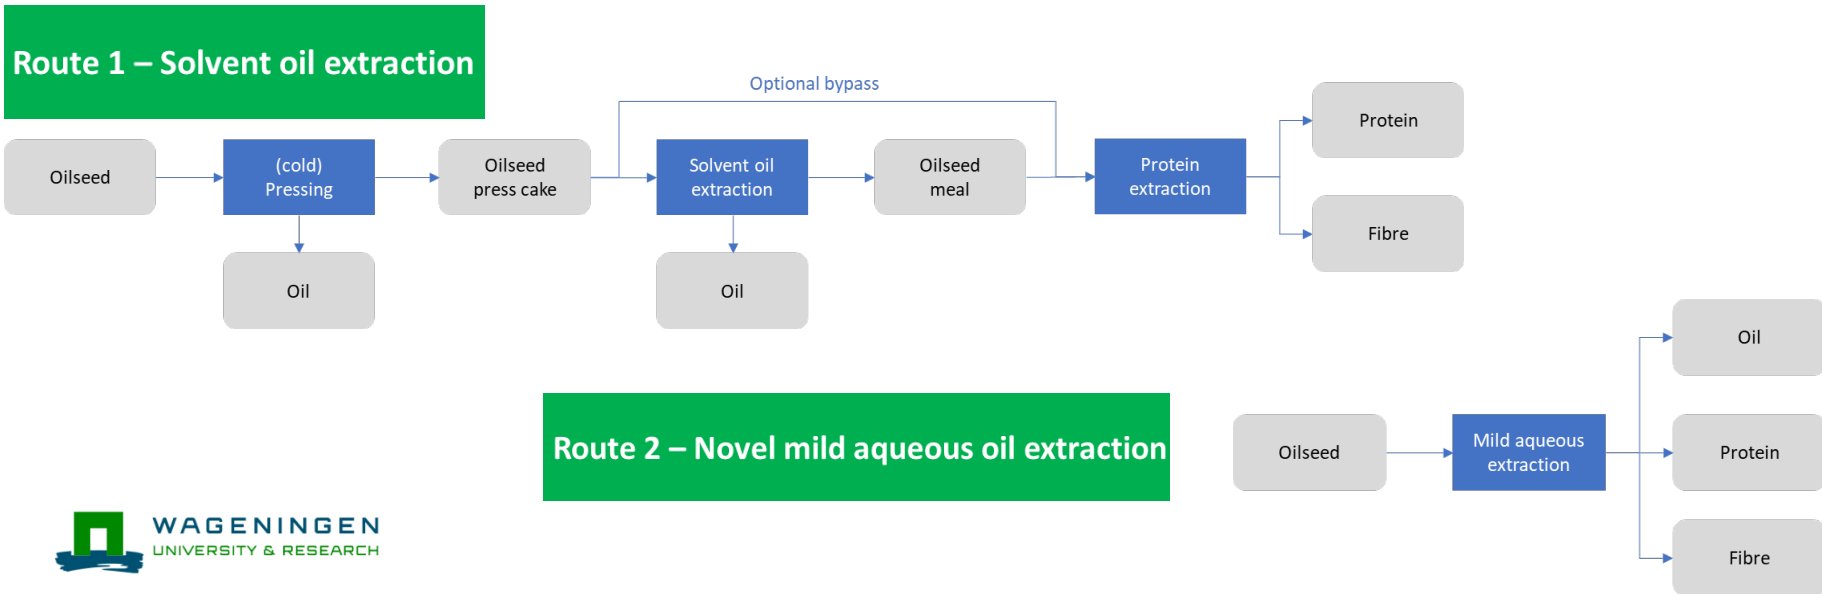 Route 1 – Solvent oil extraction
Optional bypass
Oilseed
(cold)
Pressing
Oilseed
press cake
Solvent oil
extraction
Oilseed
meal
Protein
extraction
Protein
Fibre
Oil
Oil
Route 2 – Novel mild aqueous oil extraction
Oilseed
Mild aqueous
extraction
Oil
Protein
Fibre
WAGENINGEN
UNIVERSITY & RESEARCH